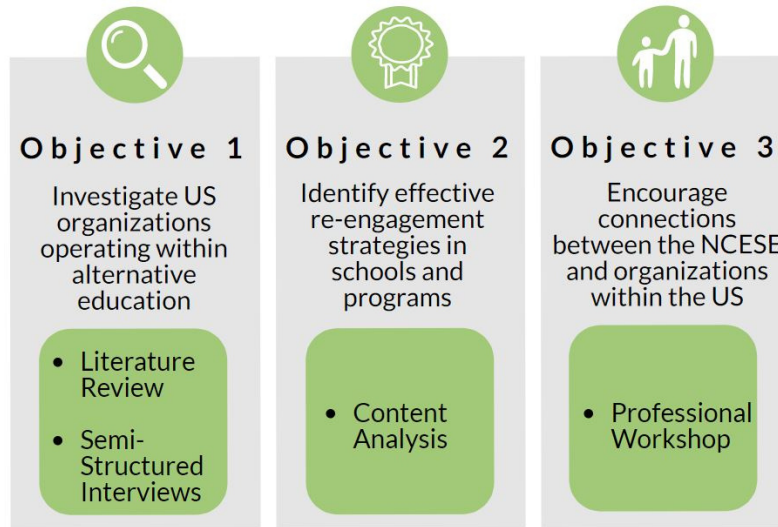 Objective 1
Investigate US
organizations
operating within
alternative
education
• Literature
Review
• Semi-
Structured
Interviews
Objective 2
Identify effective
re-engagement
strategies in
schools and
programs
• Content
Analysis
Objective 3
Encourage
connections
between the NCESE
and organizations
within the US
• Professional
Workshop